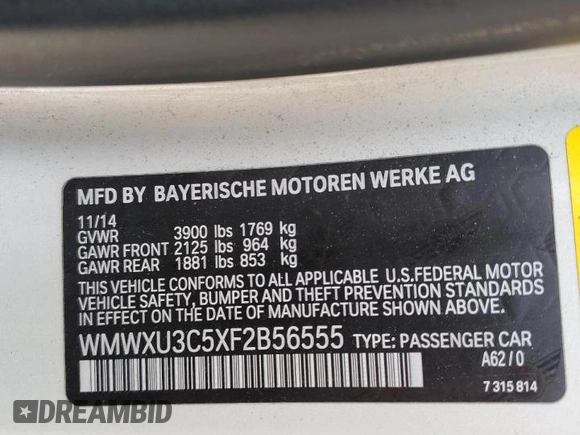 MFD BY BAYERISCHE MOTOREN WERKE AG
11/14
GVWR 3900 lbs 1769 kg
GAWR FRONT 2125 lbs 964 kg
GAWR REAR 1881 lbs 853 kg
THIS VEHICLE CONFORMS TO ALL APPLICABLE U.S.FEDERAL MOTOR
VEHICLE SAFETY, BUMPER AND THEFT PREVENTION STANDARDS
IN EFFECT ON THE DATE OF MANUFACTURE SHOWN ABOVE.
WMWXU3C5XF2B56555 TYPE: PASSENGER CAR
A62/0
7 315 814
DREAMBID